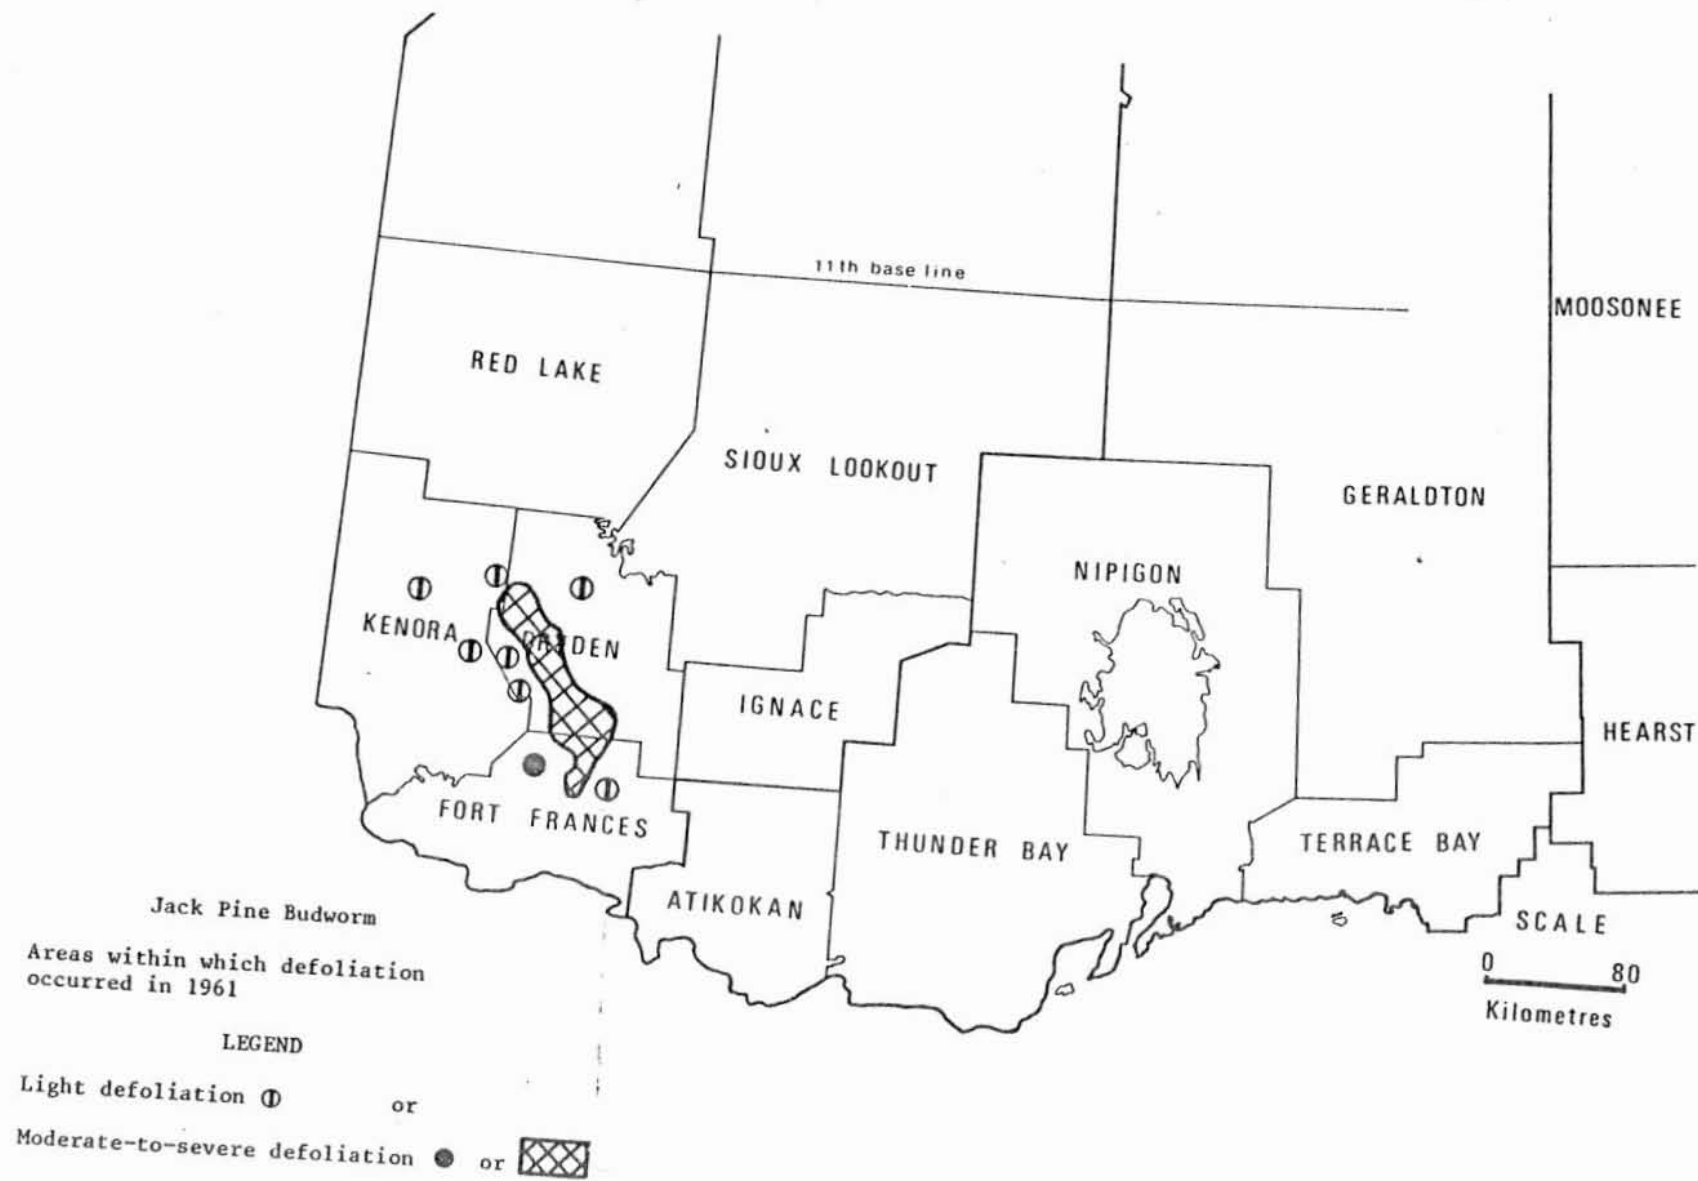 11th base line
MOOSONEE
RED LAKE
SIOUX LOOKOUT
GERALDTON
NIPIGON
KENORA
DRYDEN
IGNACE
HEARST
FORT FRANCES
THUNDER BAY
TERRACE BAY
ATIKOKAN
SCALE
0 80
Kilometres
Jack Pine Budworm
Areas within which defoliation
occurred in 1961
LEGEND
Light defoliation or
Moderate-to-severe defoliation or